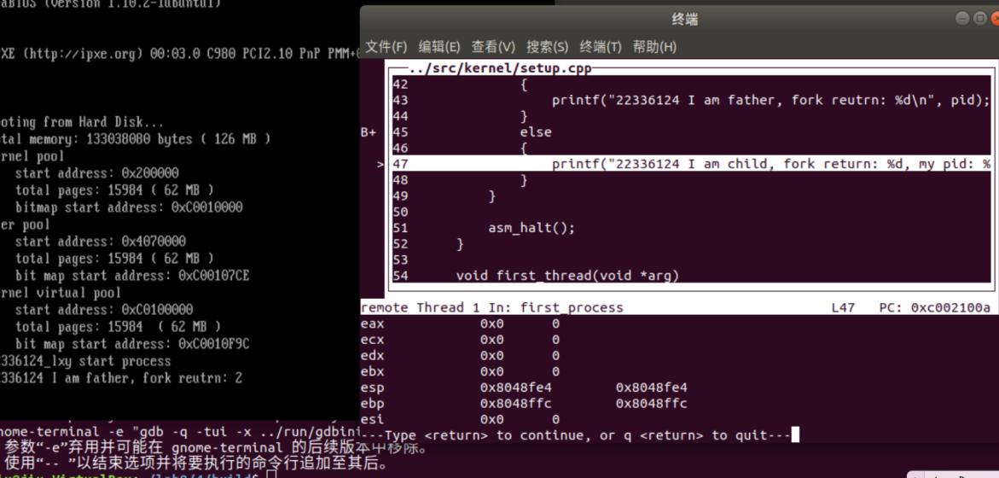 aBIOS (version 1.10.2-1ubuntu1)
XE (http://ipxe.org) 00:03.0 C980 PCI2.10 PnP PMM+
oting from Hard Disk...
tal memory: 133038080 bytes ( 126 MB )
rnel pool
start address: 0x200000
total pages: 15984 ( 62 MB )
bitmap start address: 0xC0010000
er pool
start address: 0x4070000
total pages: 15984 ( 62 MB )
bit map start address: 0xC00107CE
rnel virtual pool
start address: 0xC0100000
total pages: 15984  ( 62 MB )
bit map start address: 0xC0010F9C
336124_lxy start process
336124 I am father, fork reutrn: 2
nome-terminal -e "gdb -q -tui -x ../run/gdbini
参数“-e”弃用并可能在 gnome-terminal 的后续版本中移除。
使用“-- ”以结束选项并将要执行的命令行追加至其后。
终端
文件(F) 编辑(E) 查看(V) 搜索(S) 终端(T) 帮助(H)
../src/kernel/setup.cpp
42 {
43 printf("22336124 I am father, fork reutrn: %d\n", pid);
44 }
B+ 45 else
46 {
> 47 printf("22336124 I am child, fork return: %d, my pid: %
48 }
49 }
50
51 asm_halt();
52 }
53
54 void first_thread(void *arg)
remote Thread 1 In: first_process L47 PC: 0xc002100a
eax 0x0 0
ecx 0x0 0
edx 0x0 0
ebx 0x0 0
esp 0x8048fe4 0x8048fe4
ebp 0x8048ffc 0x8048ffc
esi 0x0 0
---Type <return> to continue, or q <return> to quit---